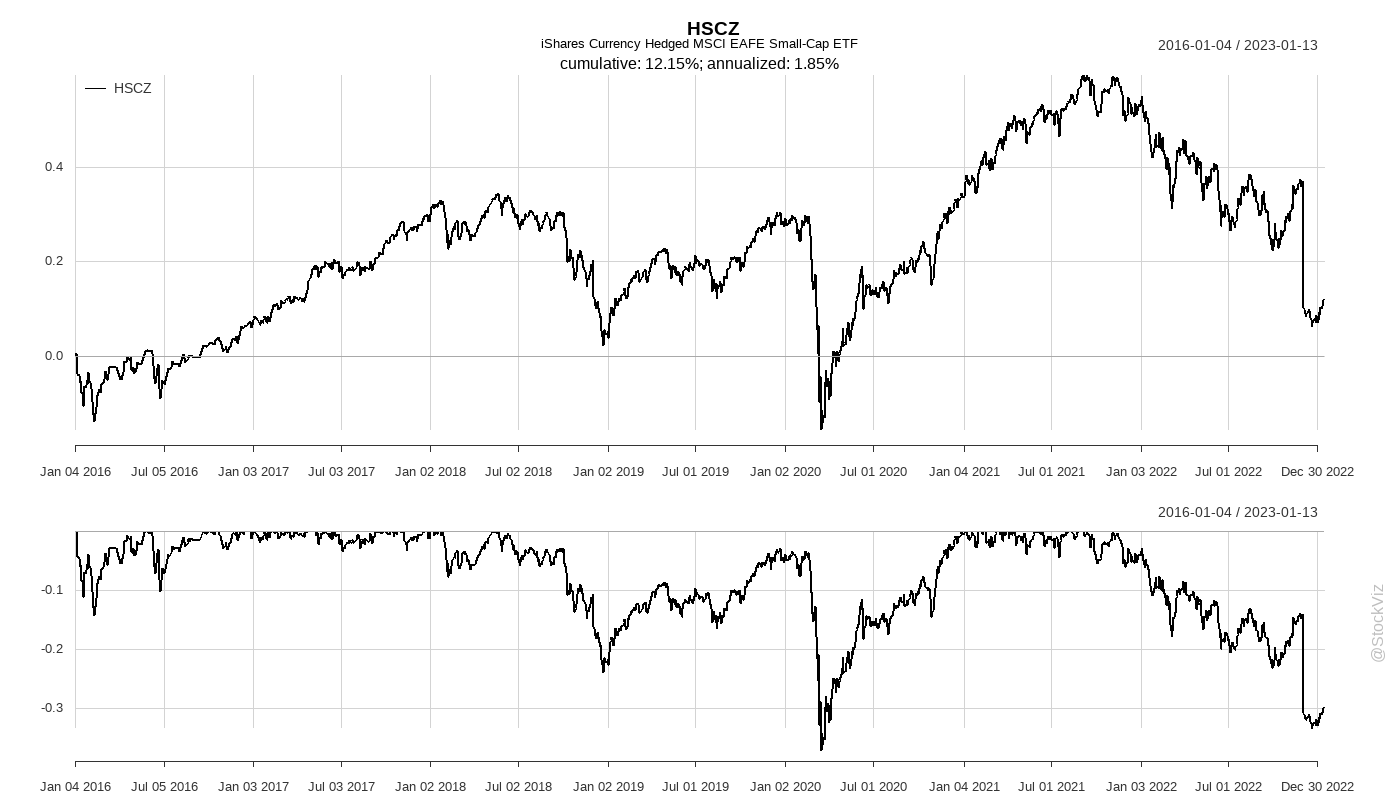 HSCZ
iShares Currency Hedged MSCI EAFE Small-Cap ETF
2016-01-04 / 2023-01-13
cumulative: 12.15%; annualized: 1.85%
HSCZ
0.4
0.2
0.0
Jan 04 2016 Jul 05 2016 Jan 03 2017 Jul 03 2017 Jan 02 2018 Jul 02 2018 Jan 02 2019 Jul 01 2019 Jan 02 2020 Jul 01 2020 Jan 04 2021 Jul 01 2021 Jan 03 2022 Jul 01 2022 Dec 30 2022
2016-01-04 / 2023-01-13
-0.1
-0.2
-0.3
@StockViz
Jan 04 2016 Jul 05 2016 Jan 03 2017 Jul 03 2017 Jan 02 2018 Jul 02 2018 Jan 02 2019 Jul 01 2019 Jan 02 2020 Jul 01 2020 Jan 04 2021 Jul 01 2021 Jan 03 2022 Jul 01 2022 Dec 30 2022